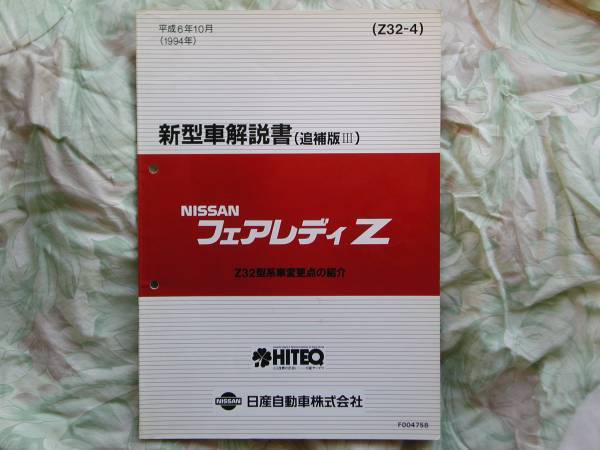 平成6年10月
(1994年)
(Z32-4)
新型車解説書(追補版III)
NISSAN
フェアレディZ
Z32型系車変更点の紹介
HITEQ
NISSAN 日産自動車株式会社
F004758